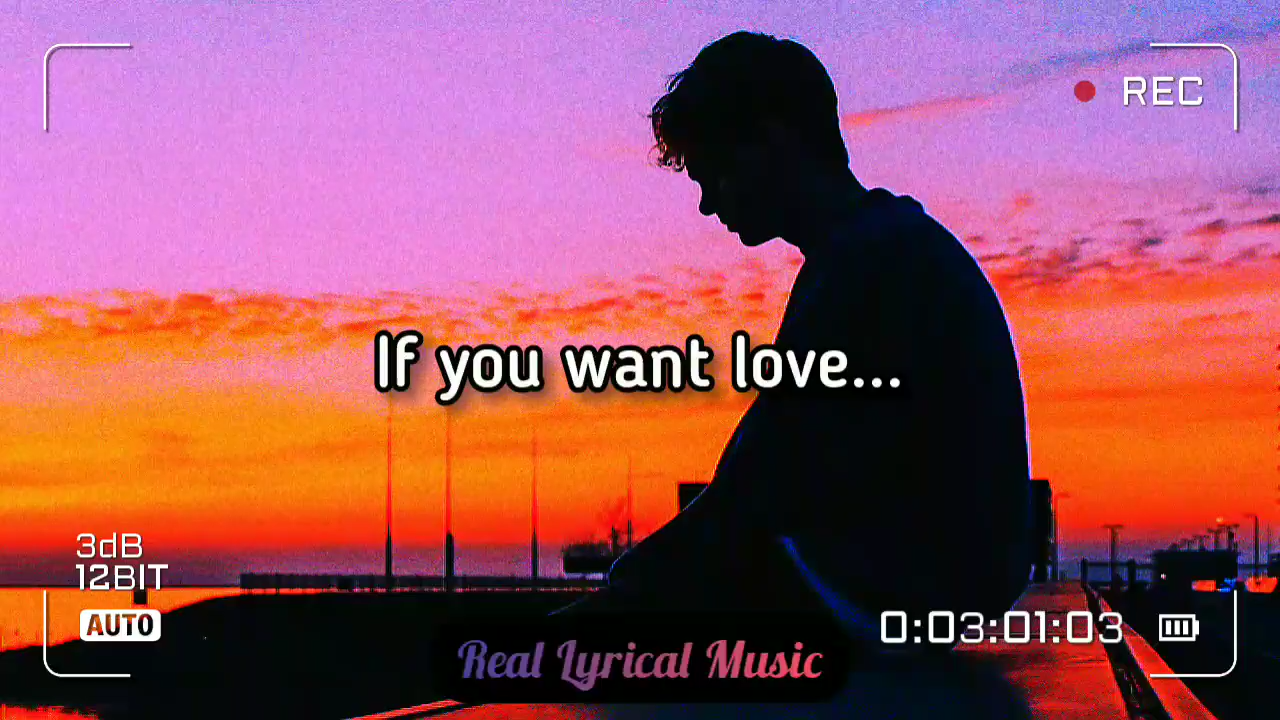 REC
If you want love...
3dB
12BIT
AUTO
0:03:01:03
Real Lyrical Music